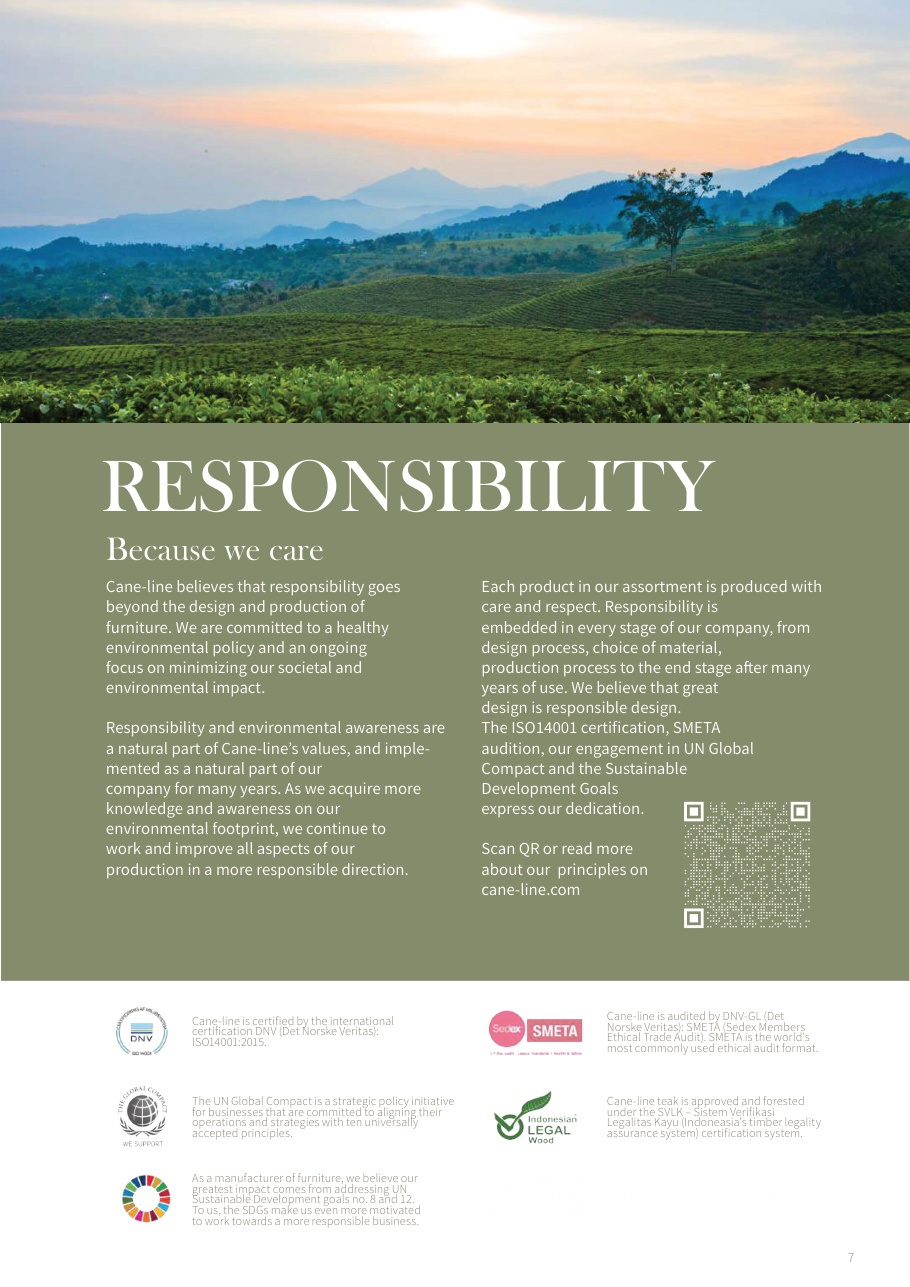 RESPONSIBILITY
Because we care
Cane-line believes that responsibility goes
beyond the design and production of
furniture. We are committed to a healthy
environmental policy and an ongoing
focus on minimizing our societal and
environmental impact.
Responsibility and environmental awareness are
a natural part of Cane-line’s values, and imple-
mented as a natural part of our
company for many years. As we acquire more
knowledge and awareness on our
environmental footprint, we continue to
work and improve all aspects of our
production in a more responsible direction.
Each product in our assortment is produced with
care and respect. Responsibility is
embedded in every stage of our company, from
design process, choice of material,
production process to the end stage after many
years of use. We believe that great
design is responsible design.
The ISO14001 certification, SMETA
audition, our engagement in UN Global
Compact and the Sustainable
Development Goals
express our dedication.
Scan QR or read more
about our principles on
cane-line.com
DNV
ISO 14001
Cane-line is certified by the international
certification DNV (Det Norske Veritas):
ISO14001:2015.
THE GLOBAL COMPACT
WE SUPPORT
The UN Global Compact is a strategic policy initiative
for businesses that are committed to aligning their
operations and strategies with ten universally
accepted principles.
As a manufacturer of furniture, we believe our
greatest impact comes from addressing UN
Sustainable Development goals no. 8 and 12.
To us, the SDGs make us even more motivated
to work towards a more responsible business.
Sedex SMETA
Cane-line is audited by DNV-GL (Det
Norske Veritas): SMETA (Sedex Members
Ethical Trade Audit). SMETA is the world’s
most commonly used ethical audit format.
Indonesian
LEGAL
Wood
Cane-line teak is approved and forested
under the SVLK – Sistem Verifikasi
Legalitas Kayu (Indoneasia’s timber legality
assurance system) certification system.
7